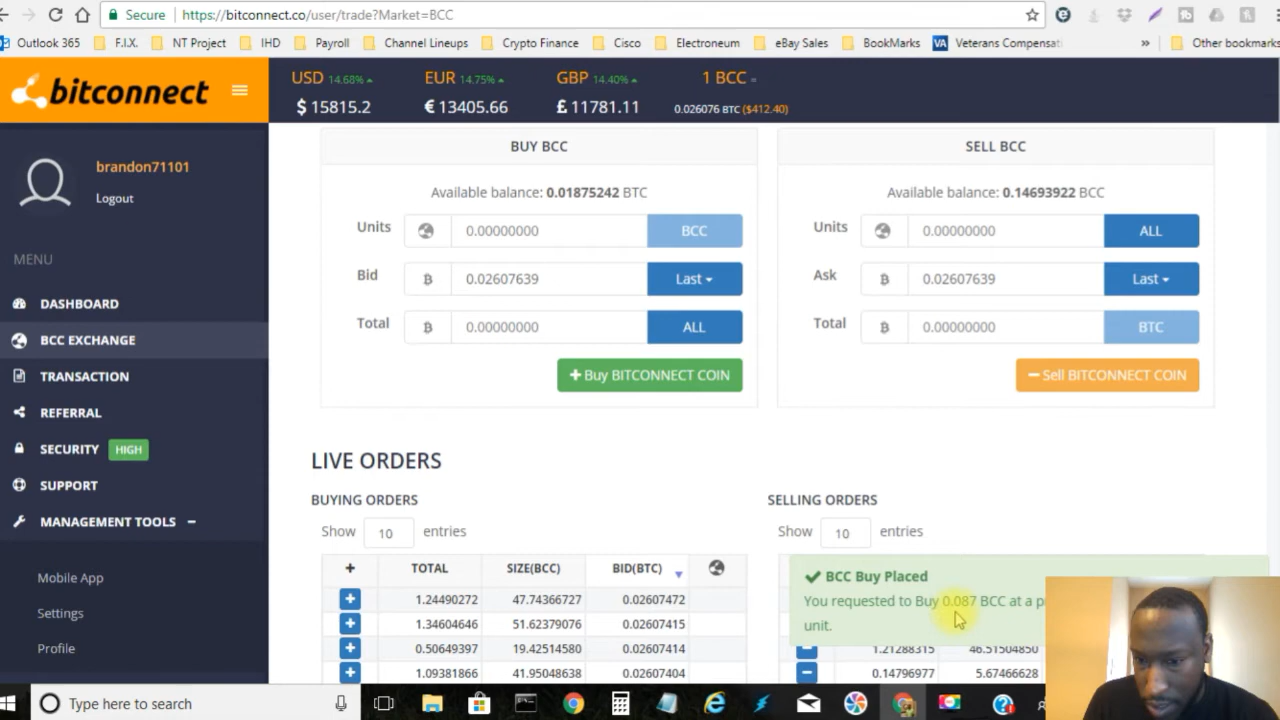 Secure https://bitconnect.co/user/trade?Market=BCC
Outlook 365 F.I.X. NT Project IHD Payroll Channel Lineups Crypto Finance Cisco Electroneum eBay Sales BookMarks VA Veterans Compensati » Other bookmarks
bitconnect
USD 14.68% EUR 14.75% GBP 14.40% 1 BCC =
$ 15815.2 € 13405.66 £ 11781.11 0.026076 BTC ($412.40)
brandon71101
Logout
MENU
DASHBOARD
BCC EXCHANGE
TRANSACTION
REFERRAL
SECURITY HIGH
SUPPORT
MANAGEMENT TOOLS −
Mobile App
Settings
Profile
BUY BCC
Available balance: 0.01875242 BTC
Units 0.00000000 BCC
Bid 0.02607639 Last
Total 0.00000000 ALL
+ Buy BITCONNECT COIN
SELL BCC
Available balance: 0.14693922 BCC
Units 0.00000000 ALL
Ask 0.02607639 Last
Total 0.00000000 BTC
− Sell BITCONNECT COIN
LIVE ORDERS
BUYING ORDERS
Show 10 entries
+ TOTAL SIZE(BCC) BID(BTC)
+ 1.24490272 47.74366727 0.02607472
+ 1.34604646 51.62379076 0.02607415
+ 0.50649397 19.42514580 0.02607414
+ 1.09381866 41.95048638 0.02607404
SELLING ORDERS
Show 10 entries
BCC Buy Placed
You requested to Buy 0.087 BCC at a
unit.
− 1.21288315 46.51504850
− 0.14796977 5.67466628
Type here to search